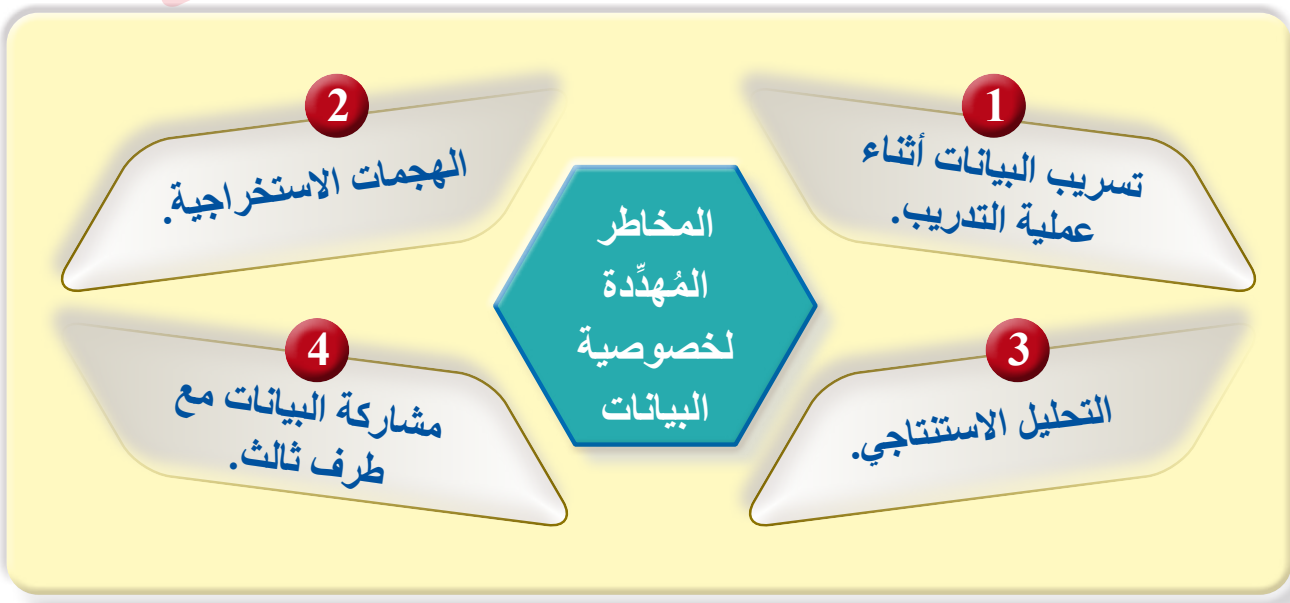 المخاطر
المُهدِّدة
لخصوصية
البيانات
1
تسريب البيانات أثناء
عملية التدريب.
2
الهجمات الاستخراجية.
3
التحليل الاستنتاجي.
4
مشاركة البيانات مع
طرف ثالث.